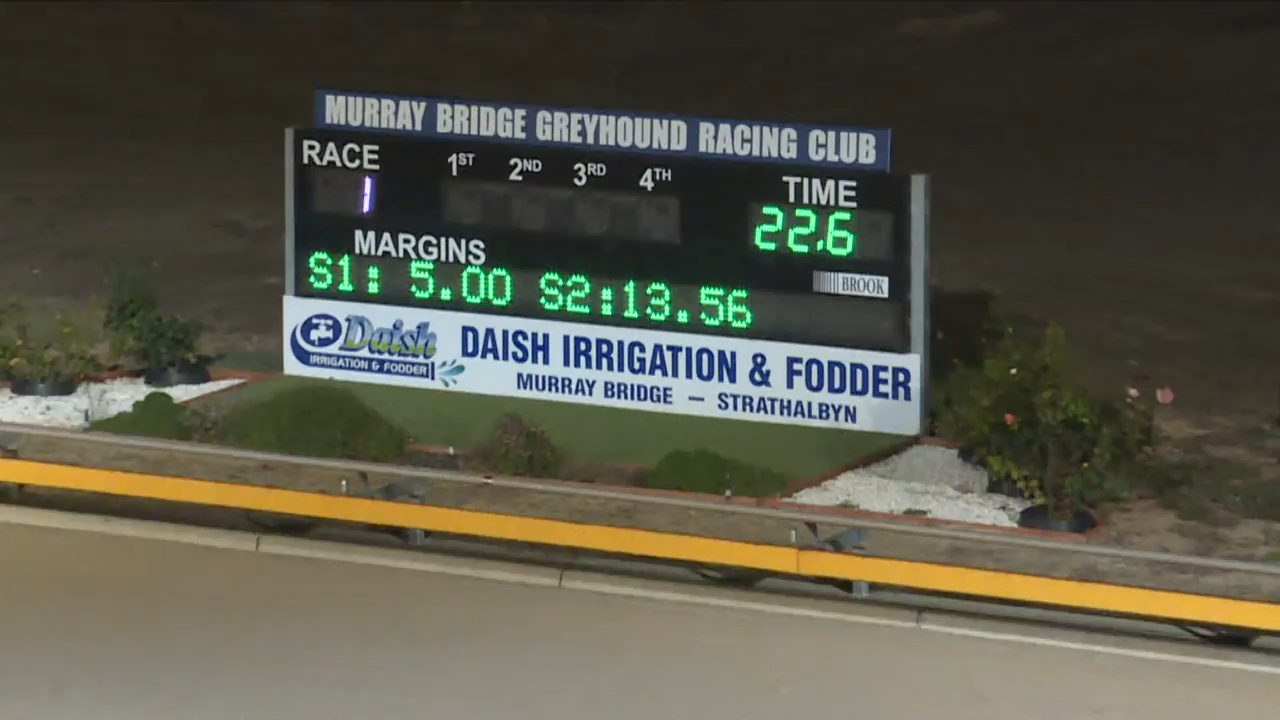 MURRAY BRIDGE GREYHOUND RACING CLUB
RACE 1ST 2ND 3RD 4TH TIME
1 22.6
MARGINS
S1: 5.00 S2:13.56
BROOK
Daish
IRRIGATION & FODDER
DAISH IRRIGATION & FODDER
MURRAY BRIDGE — STRATHALBYN